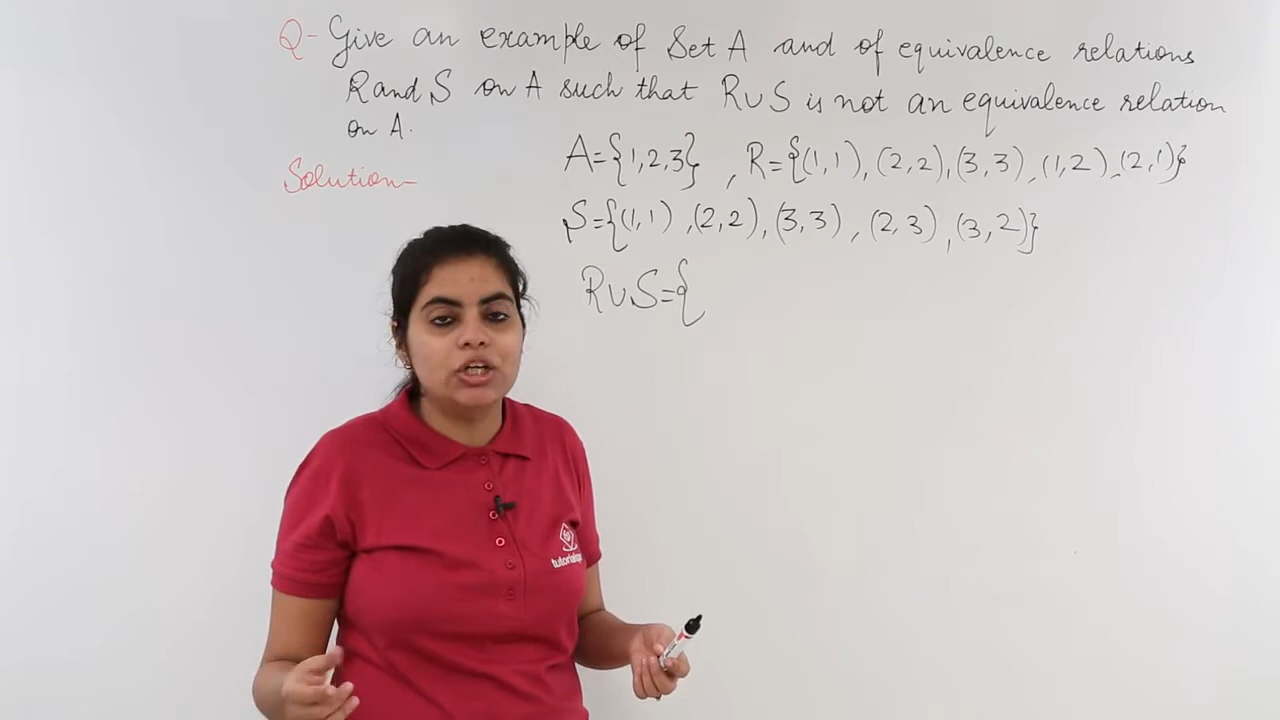 Q- Give an example of Set A and of equivalence relations
R and S on A such that R∪S is not an equivalence relation
on A.
Solution-
A={1,2,3}, R={(1,1), (2,2), (3,3), (1,2), (2,1)}
S={(1,1), (2,2), (3,3), (2,3), (3,2)}
R∪S={